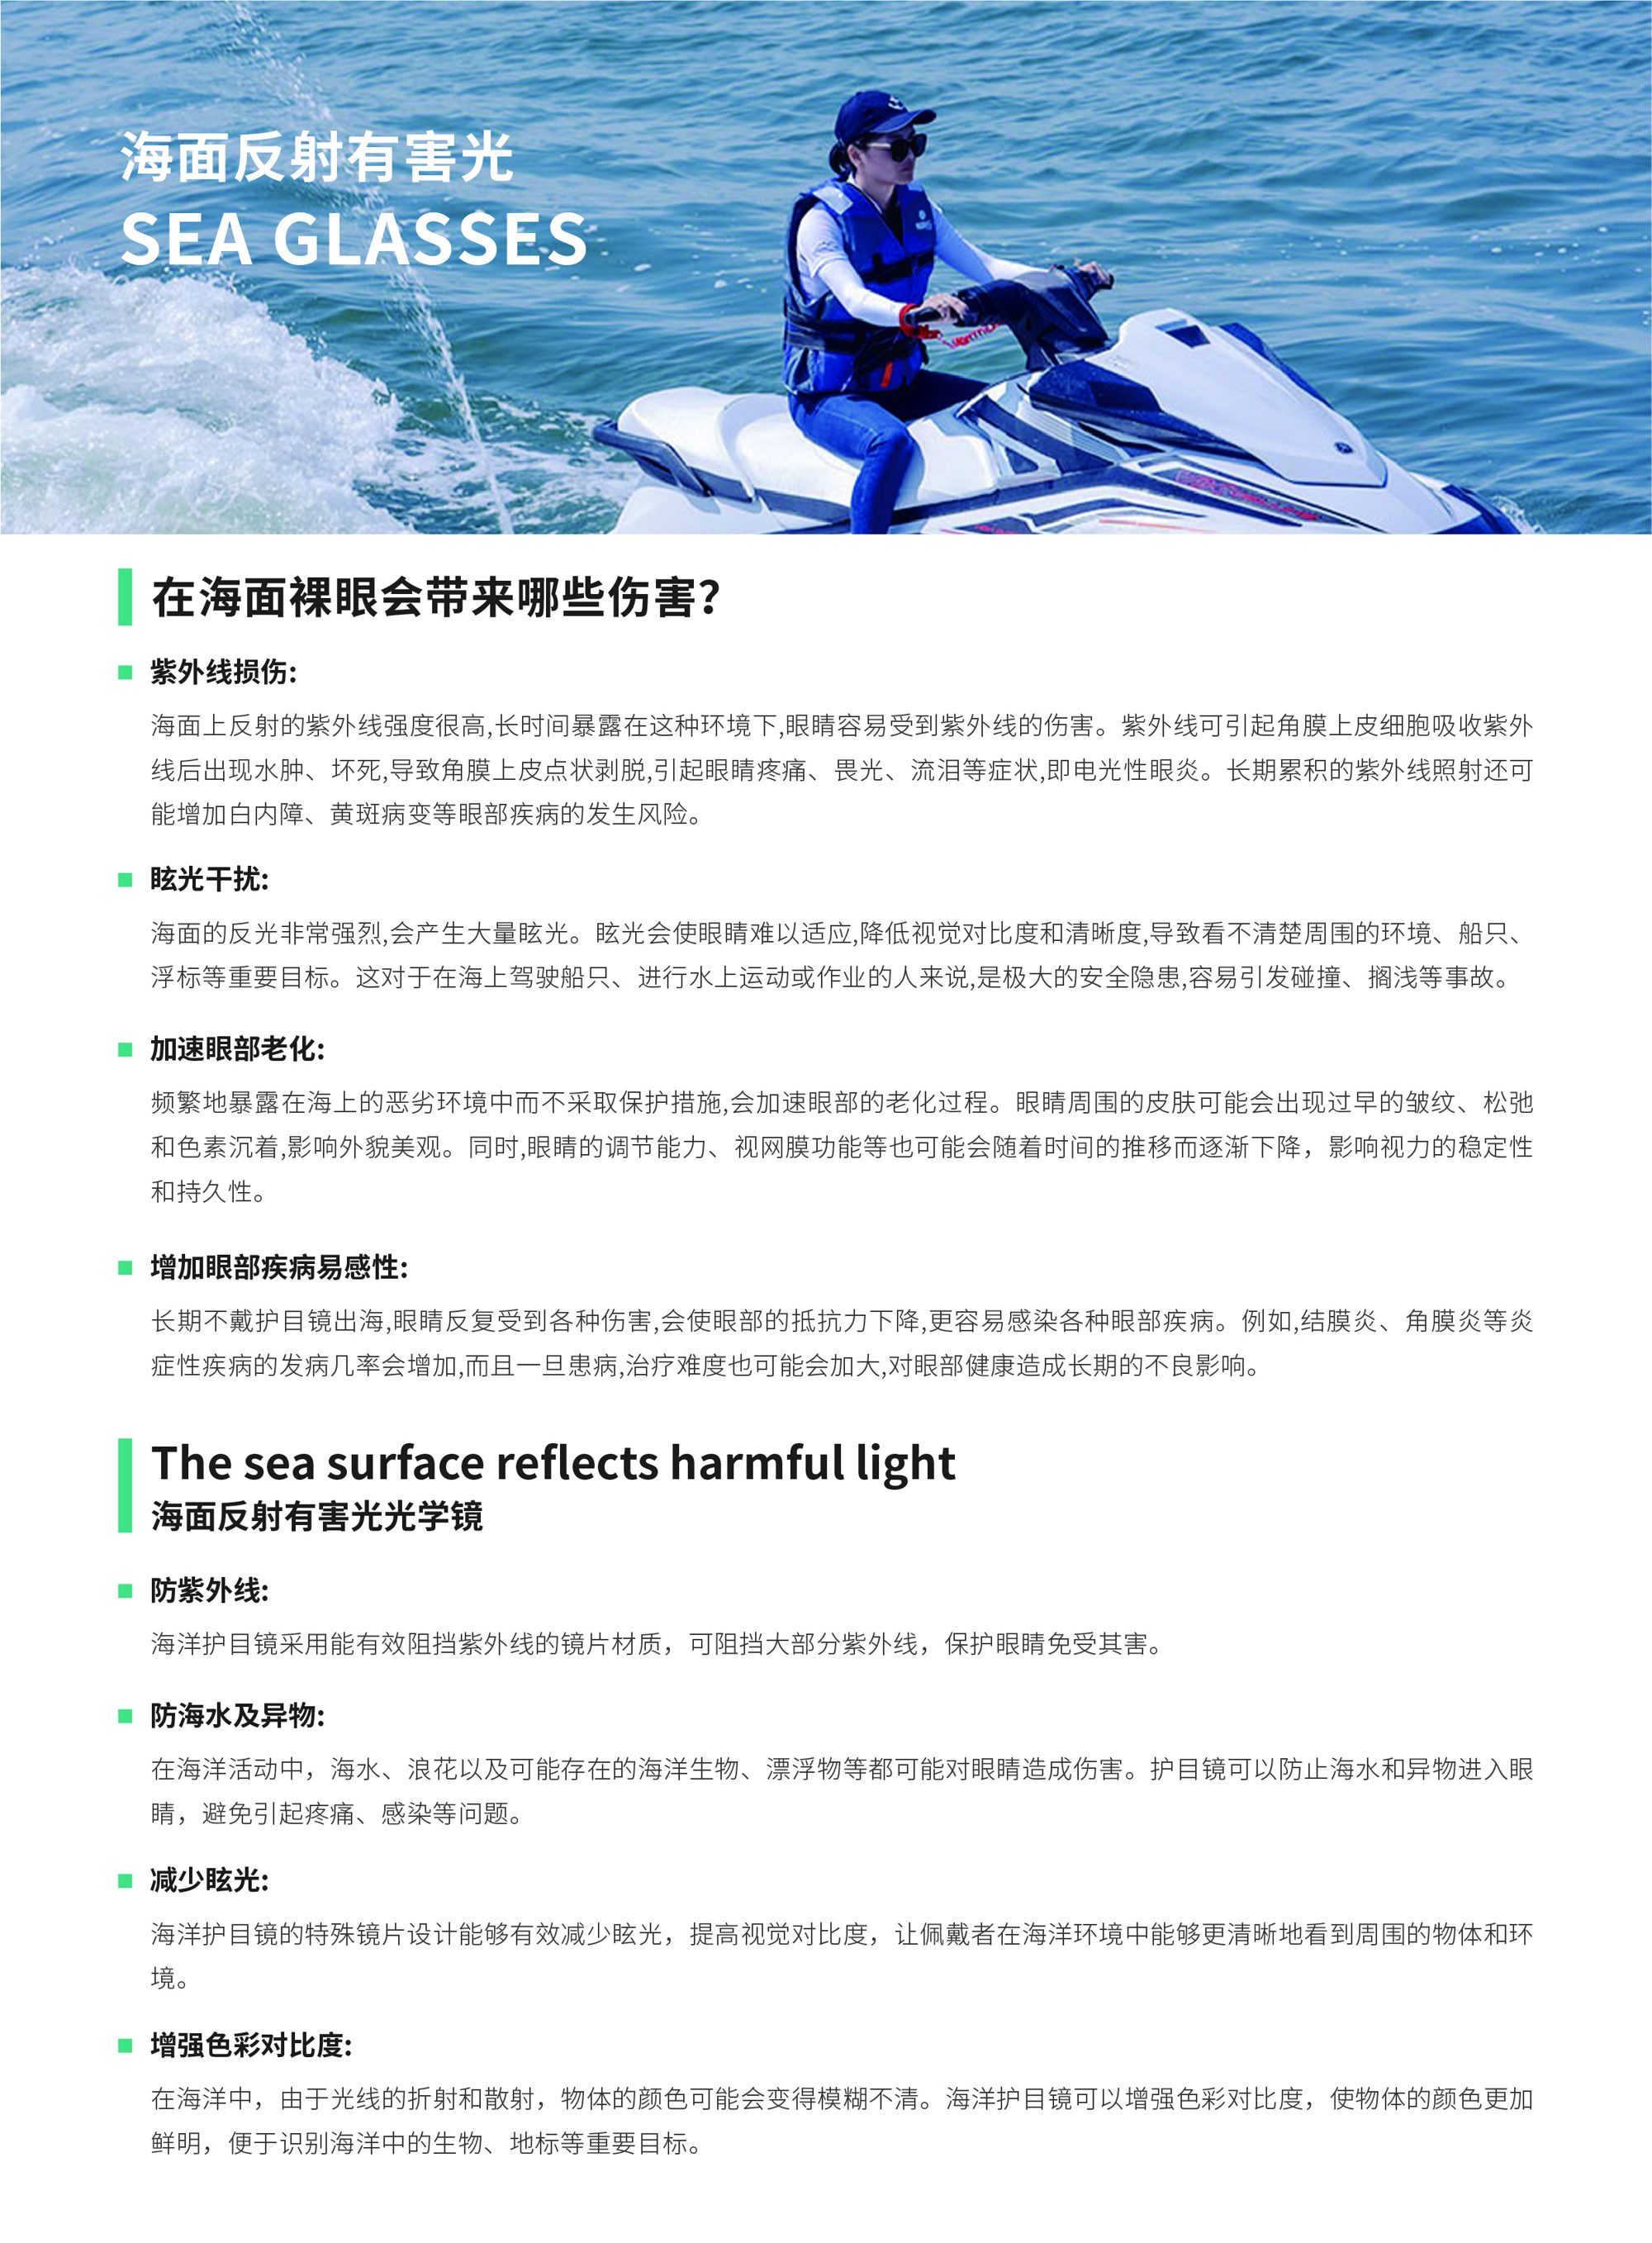 海面反射有害光
SEA GLASSES
在海面裸眼会带来哪些伤害?
紫外线损伤:
海面上反射的紫外线强度很高,长时间暴露在这种环境下,眼睛容易受到紫外线的伤害。紫外线可引起角膜上皮细胞吸收紫外
线后出现水肿、坏死,导致角膜上皮点状剥脱,引起眼睛疼痛、畏光、流泪等症状,即电光性眼炎。长期累积的紫外线照射还可
能增加白内障、黄斑病变等眼部疾病的发生风险。
眩光干扰:
海面的反光非常强烈,会产生大量眩光。眩光会使眼睛难以适应,降低视觉对比度和清晰度,导致看不清楚周围的环境、船只、
浮标等重要目标。这对于在海上驾驶船只、进行水上运动或作业的人来说,是极大的安全隐患,容易引发碰撞、搁浅等事故。
加速眼部老化:
频繁地暴露在海上的恶劣环境中而不采取保护措施,会加速眼部的老化过程。眼睛周围的皮肤可能会出现过早的皱纹、松弛
和色素沉着,影响外貌美观。同时,眼睛的调节能力、视网膜功能等也可能会随着时间的推移而逐渐下降，影响视力的稳定性
和持久性。
增加眼部疾病易感性:
长期不戴护目镜出海,眼睛反复受到各种伤害,会使眼部的抵抗力下降,更容易感染各种眼部疾病。例如,结膜炎、角膜炎等炎
症性疾病的发病几率会增加,而且一旦患病,治疗难度也可能会加大,对眼部健康造成长期的不良影响。
The sea surface reflects harmful light
海面反射有害光光学镜
防紫外线:
海洋护目镜采用能有效阻挡紫外线的镜片材质，可阻挡大部分紫外线，保护眼睛免受其害。
防海水及异物:
在海洋活动中，海水、浪花以及可能存在的海洋生物、漂浮物等都可能对眼睛造成伤害。护目镜可以防止海水和异物进入眼
睛，避免引起疼痛、感染等问题。
减少眩光:
海洋护目镜的特殊镜片设计能够有效减少眩光，提高视觉对比度，让佩戴者在海洋环境中能够更清晰地看到周围的物体和环
境。
增强色彩对比度:
在海洋中，由于光线的折射和散射，物体的颜色可能会变得模糊不清。海洋护目镜可以增强色彩对比度，使物体的颜色更加
鲜明，便于识别海洋中的生物、地标等重要目标。